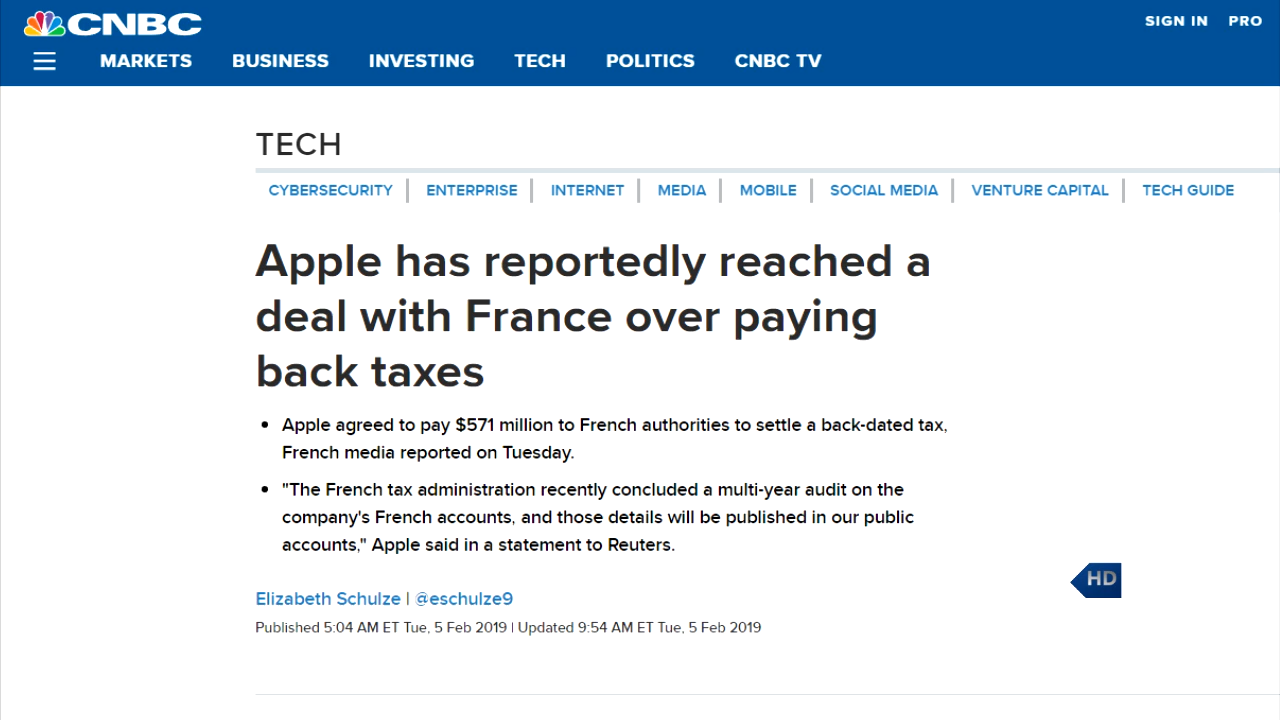 CNBC
SIGN IN PRO
MARKETS BUSINESS INVESTING TECH POLITICS CNBC TV
TECH
CYBERSECURITY ENTERPRISE INTERNET MEDIA MOBILE SOCIAL MEDIA VENTURE CAPITAL TECH GUIDE
Apple has reportedly reached a
deal with France over paying
back taxes
• Apple agreed to pay $571 million to French authorities to settle a back-dated tax,
French media reported on Tuesday.
• "The French tax administration recently concluded a multi-year audit on the
company's French accounts, and those details will be published in our public
accounts," Apple said in a statement to Reuters.
HD
Elizabeth Schulze | @eschulze9
Published 5:04 AM ET Tue, 5 Feb 2019 | Updated 9:54 AM ET Tue, 5 Feb 2019